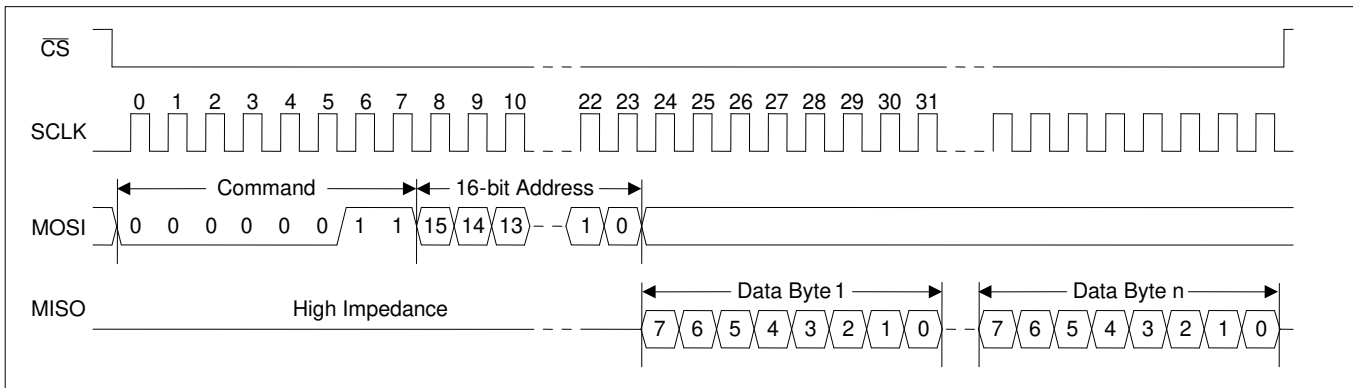 CS
0 1 2 3 4 5 6 7 8 9 10 22 23 24 25 26 27 28 29 30 31
SCLK
Command 16-bit Address
MOSI 0 0 0 0 0 0 1 1 15 14 13 1 0
Data Byte 1 Data Byte n
MISO High Impedance
7 6 5 4 3 2 1 0 7 6 5 4 3 2 1 0